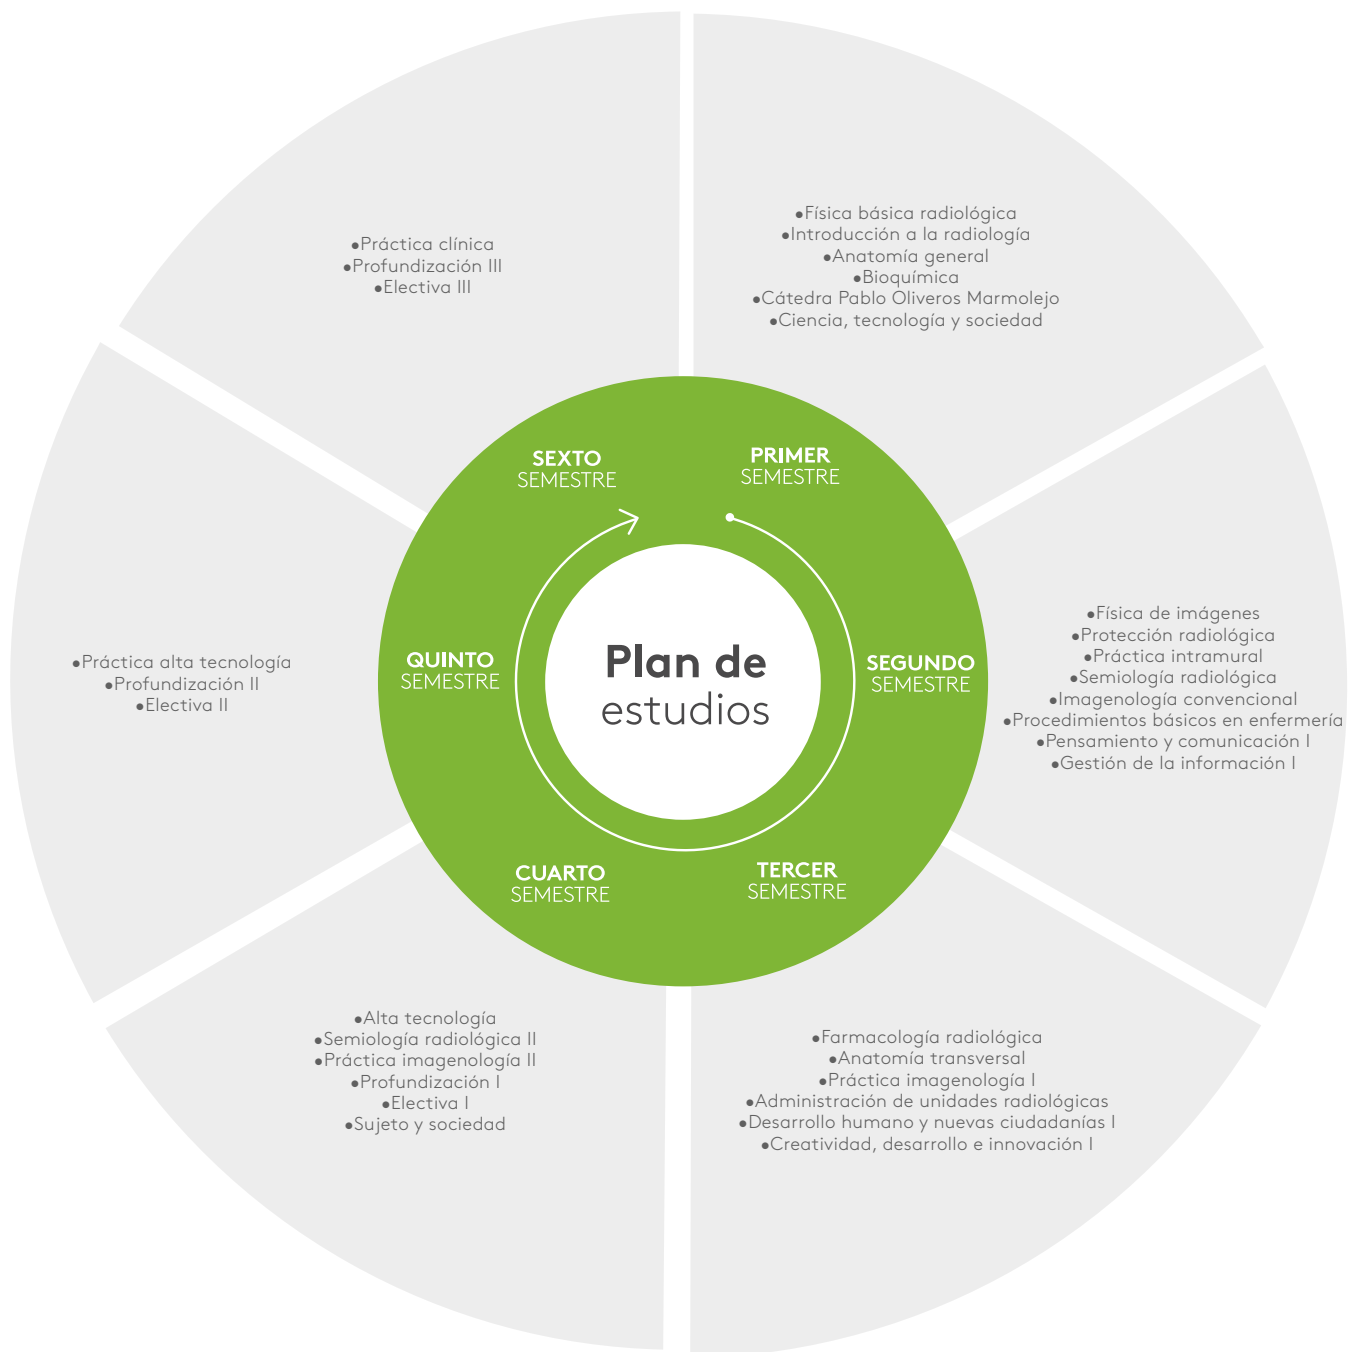 Plan de
estudios
PRIMER
SEMESTRE
•Física básica radiológica
•Introducción a la radiología
•Anatomía general
•Bioquímica
•Cátedra Pablo Oliveros Marmolejo
•Ciencia, tecnología y sociedad
SEGUNDO
SEMESTRE
•Física de imágenes
•Protección radiológica
•Práctica intramural
•Semiología radiológica
•Imagenología convencional
•Procedimientos básicos en enfermería
•Pensamiento y comunicación I
•Gestión de la información I
TERCER
SEMESTRE
•Farmacología radiológica
•Anatomía transversal
•Práctica imagenología I
•Administración de unidades radiológicas
•Desarrollo humano y nuevas ciudadanías I
•Creatividad, desarrollo e innovación I
CUARTO
SEMESTRE
•Alta tecnología
•Semiología radiológica II
•Práctica imagenología II
•Profundización I
•Electiva I
•Sujeto y sociedad
QUINTO
SEMESTRE
•Práctica alta tecnología
•Profundización II
•Electiva II
SEXTO
SEMESTRE
•Práctica clínica
•Profundización III
•Electiva III